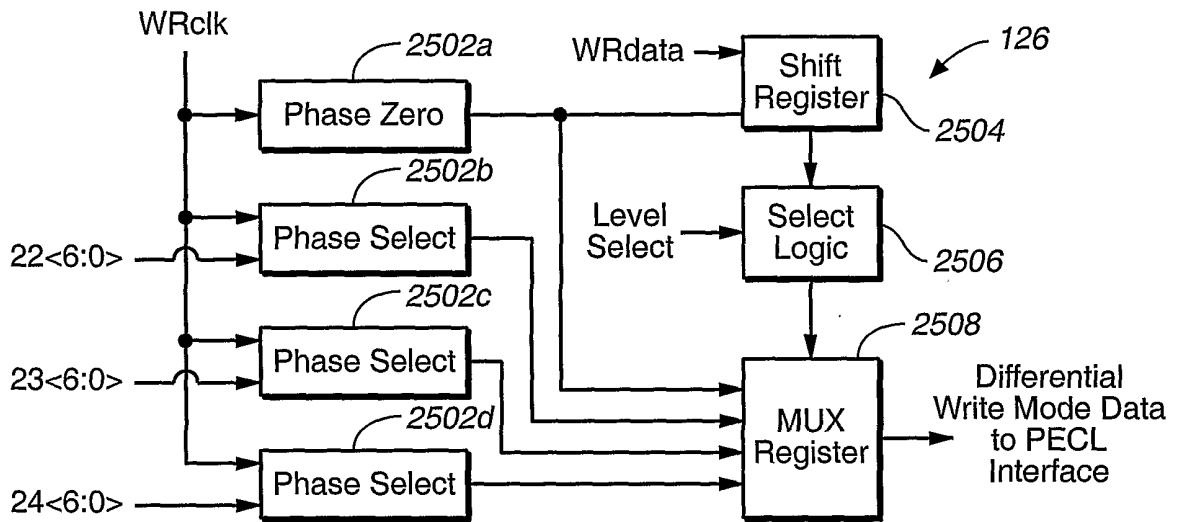 WRclk
2502a
Phase Zero
WRdata
Shift
Register
126
2504
2502b
Phase Select
22<6:0>
Level
Select
Select
Logic
2506
2502c
Phase Select
23<6:0>
2508
MUX
Register
Differential
Write Mode Data
to PECL
Interface
2502d
Phase Select
24<6:0>